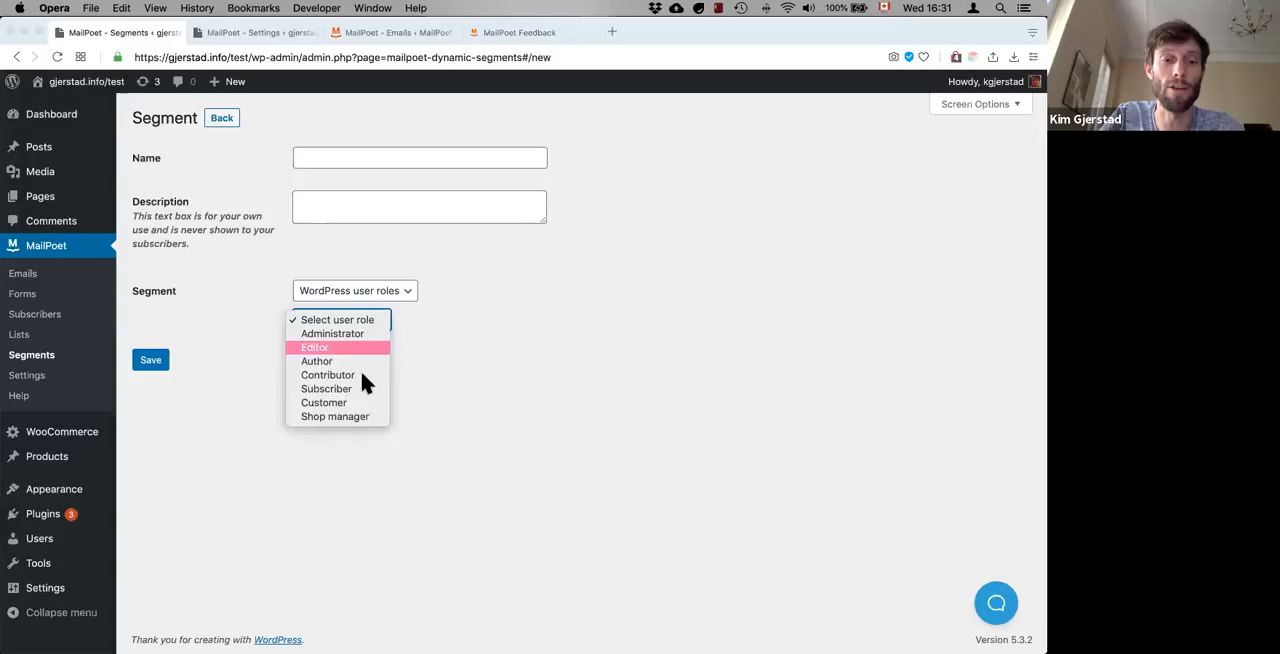 Opera File Edit View History Bookmarks Developer Window Help
100% Wed 16:31
MailPoet - Segments ‹ gjersta
MailPoet - Settings ‹ gjersta
MailPoet - Emails ‹ MailPoet
MailPoet Feedback
https://gjerstad.info/test/wp-admin/admin.php?page=mailpoet-dynamic-segments#/new
4
gjerstad.info/test 3 0 New
Howdy, kgjerstad
Screen Options
Kim Gjerstad
Dashboard
Posts
Media
Pages
Comments
MailPoet
Emails
Forms
Subscribers
Lists
Segments
Settings
Help
WooCommerce
Products
Appearance
Plugins 3
Users
Tools
Settings
Collapse menu
Segment Back
Name
Description
This text box is for your own
use and is never shown to your
subscribers.
Segment
WordPress user roles
Select user role
Administrator
Editor
Author
Contributor
Subscriber
Customer
Shop manager
Save
Thank you for creating with WordPress.
Version 5.3.2